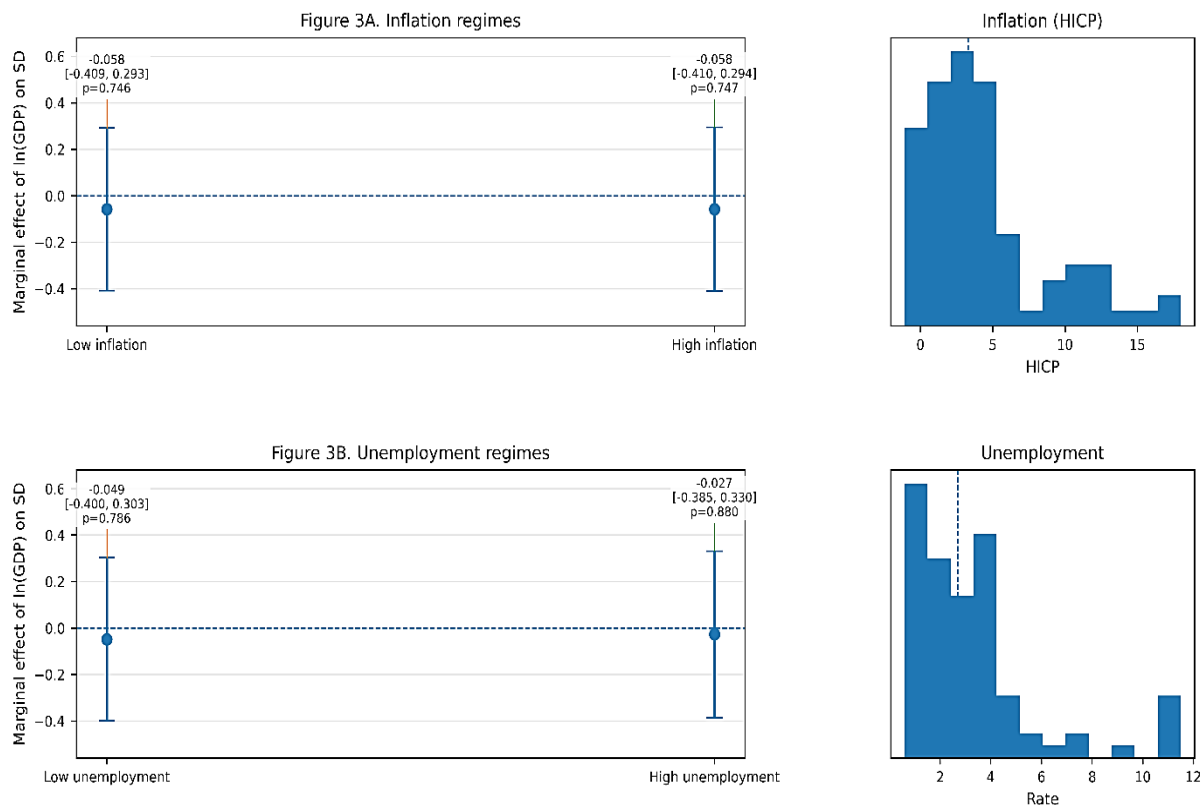 Figure 3A. Inflation regimes
Marginal effect of ln(GDP) on SD
0.6
0.4
0.2
0.0
−0.2
−0.4
-0.058
[-0.409, 0.293]
p=0.746
-0.058
[-0.410, 0.294]
p=0.747
Low inflation
High inflation
Inflation (HICP)
0 5 10 15
HICP
Figure 3B. Unemployment regimes
Marginal effect of ln(GDP) on SD
0.6
0.4
0.2
0.0
−0.2
−0.4
-0.049
[-0.400, 0.303]
p=0.786
-0.027
[-0.385, 0.330]
p=0.880
Low unemployment
High unemployment
Unemployment
2 4 6 8 10 12
Rate